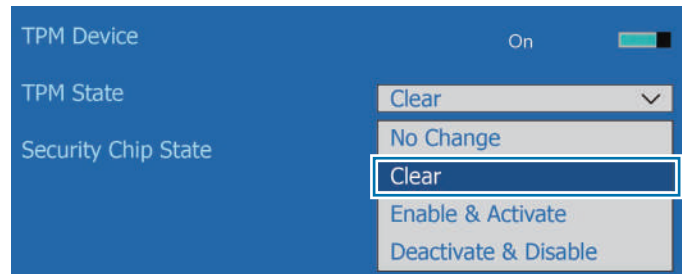 TPM Device On
TPM State Clear
Security Chip State
No Change
Clear
Enable & Activate
Deactivate & Disable